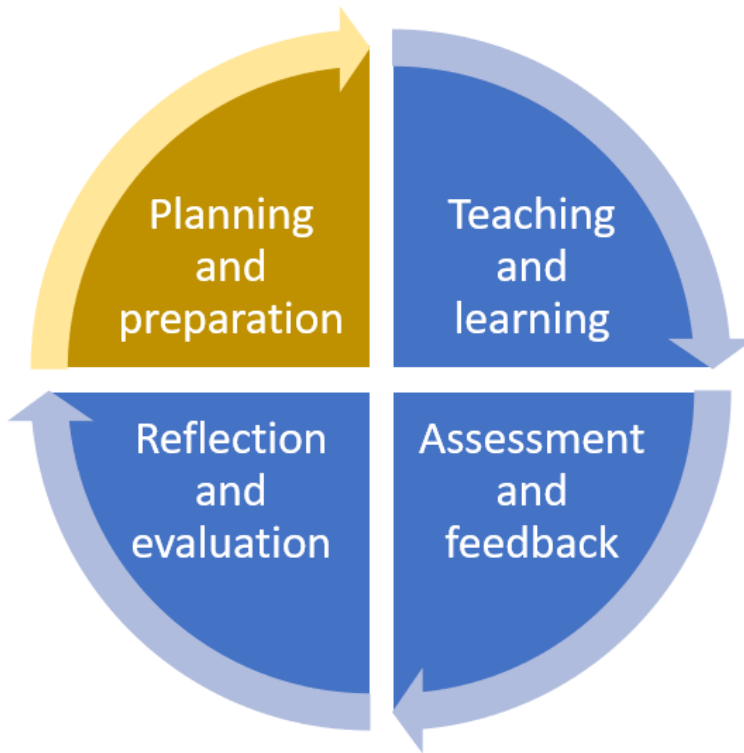 Planning
and
preparation
Teaching
and
learning
Reflection
and
evaluation
Assessment
and
feedback